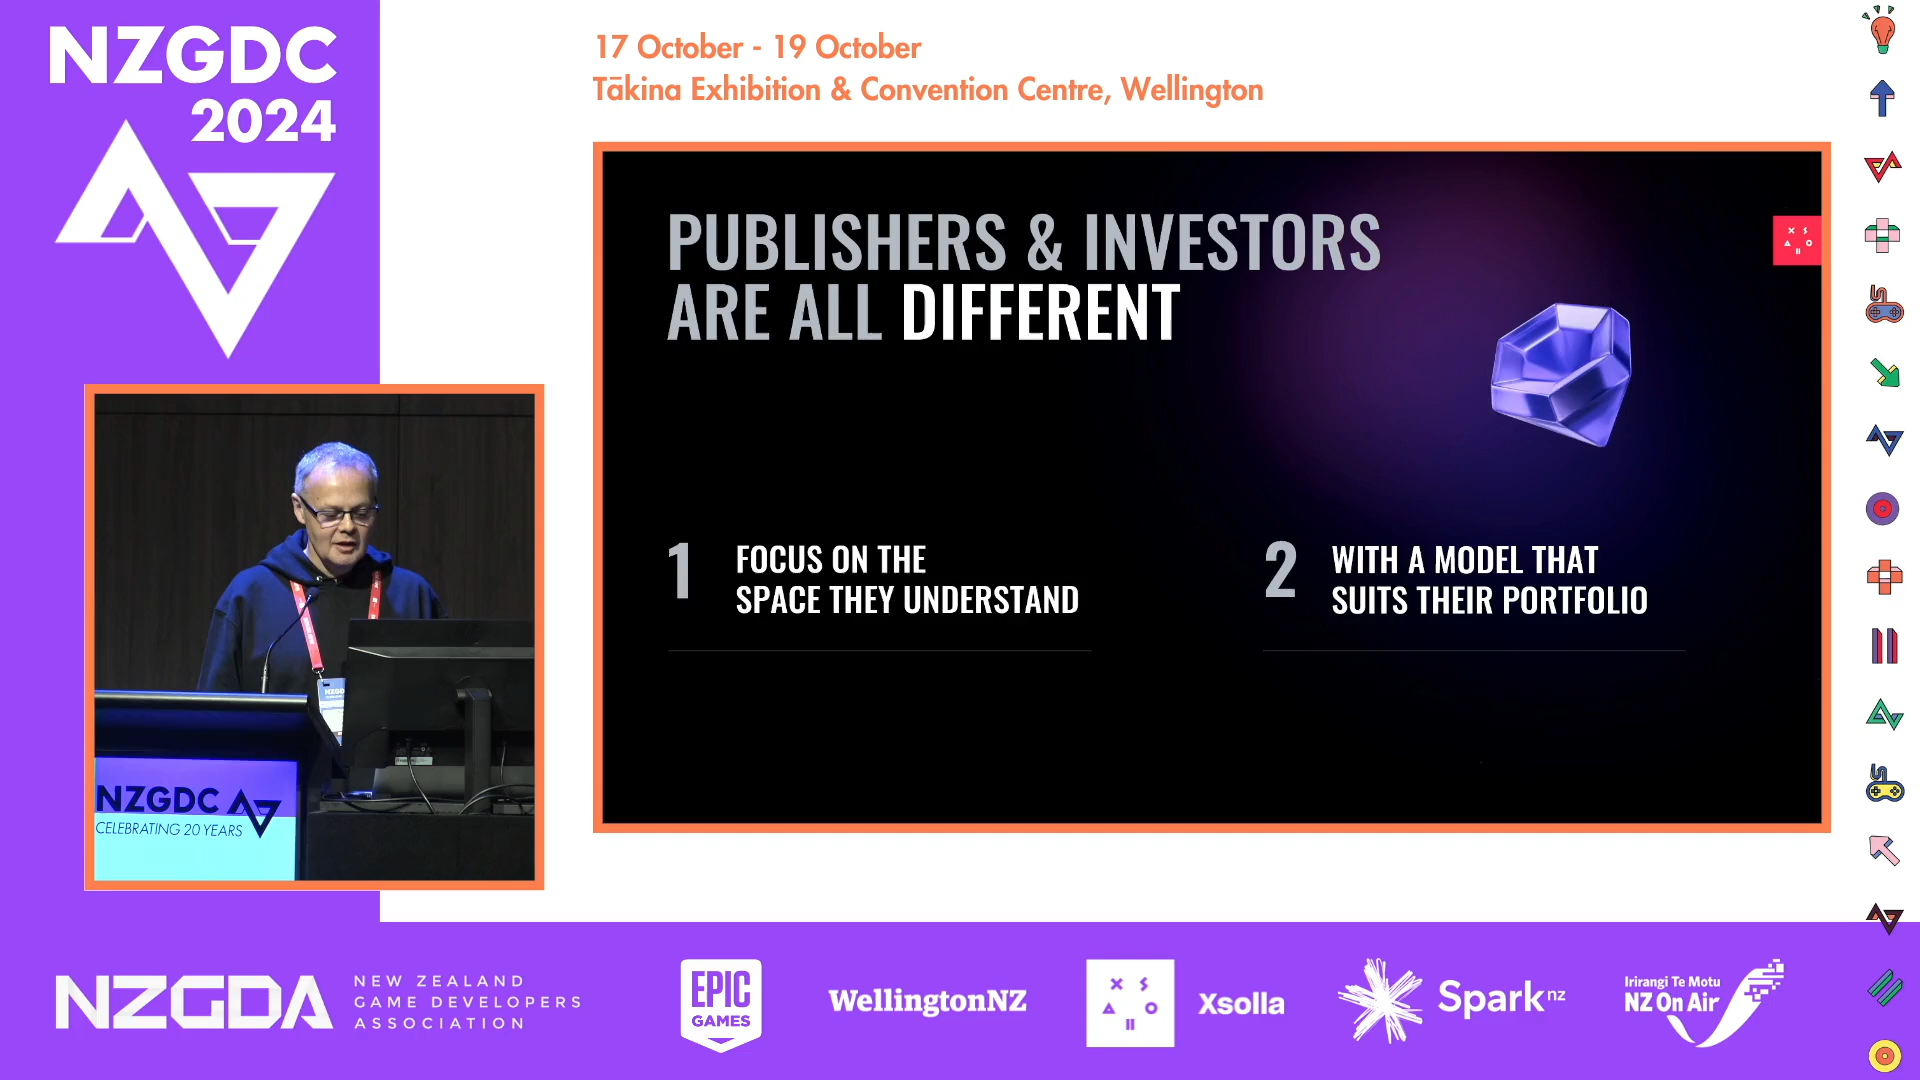 NZGDC
2024
17 October - 19 October
Tākina Exhibition & Convention Centre, Wellington
PUBLISHERS & INVESTORS
ARE ALL DIFFERENT
1
FOCUS ON THE
SPACE THEY UNDERSTAND
2
WITH A MODEL THAT
SUITS THEIR PORTFOLIO
NZGD
NZGDC
CELEBRATING 20 YEARS
NZGDA
NEW ZEALAND
GAME DEVELOPERS
ASSOCIATION
EPIC
GAMES
WellingtonNZ
Xsolla
Spark nz
Irirangi Te Motu
NZ On Air